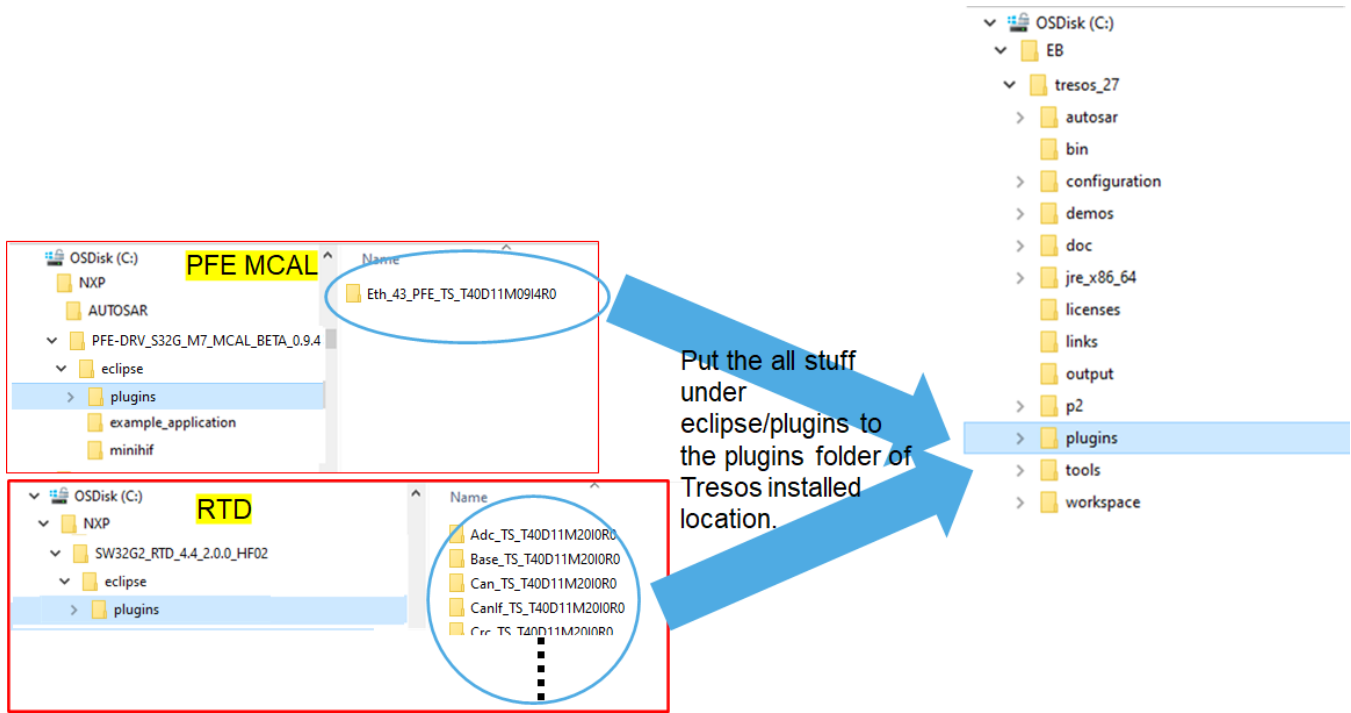 OSDisk (C:)
NXP
AUTOSAR
PFE-DRV_S32G_M7_MCAL_BETA_0.9.4
eclipse
plugins
example_application
minihif
PFE MCAL
Name
Eth_43_PFE_TS_T40D11M09I4R0
OSDisk (C:)
NXP
SW32G2_RTD_4.4_2.0.0_HF02
eclipse
plugins
RTD
Name
Adc_TS_T40D11M20I0R0
Base_TS_T40D11M20I0R0
Can_TS_T40D11M20I0R0
CanIf_TS_T40D11M20I0R0
Crc_TS_T40D11M20I0R0
Put the all stuff
under
eclipse/plugins to
the plugins folder of
Tresos installed
location.
OSDisk (C:)
EB
tresos_27
autosar
bin
configuration
demos
doc
jre_x86_64
licenses
links
output
p2
plugins
tools
workspace